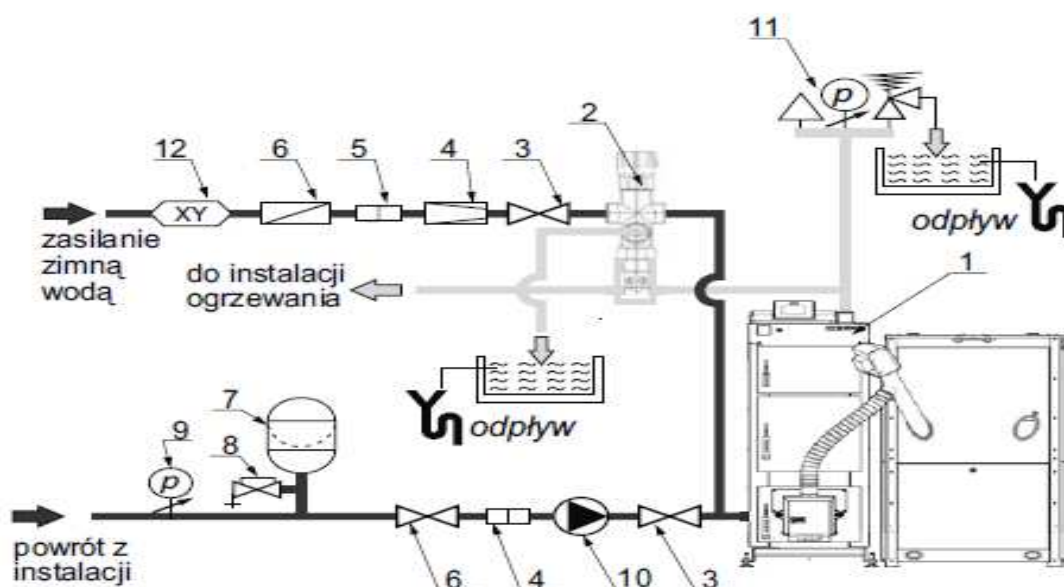 11
p
2
12
6
5
4
3
XY
odpływ
zasilanie
zimną
wodą
do instalacji
ogrzewania
1
7
9
8
p
odpływ
powrót z
instalacji
6
4
10
3